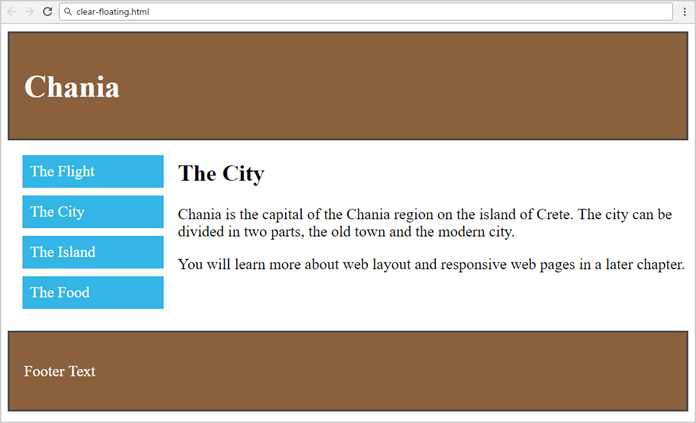 clear-floating.html
Chania
The Flight
The City
The Island
The Food
The City
Chania is the capital of the Chania region on the island of Crete. The city can be
divided in two parts, the old town and the modern city.
You will learn more about web layout and responsive web pages in a later chapter.
Footer Text